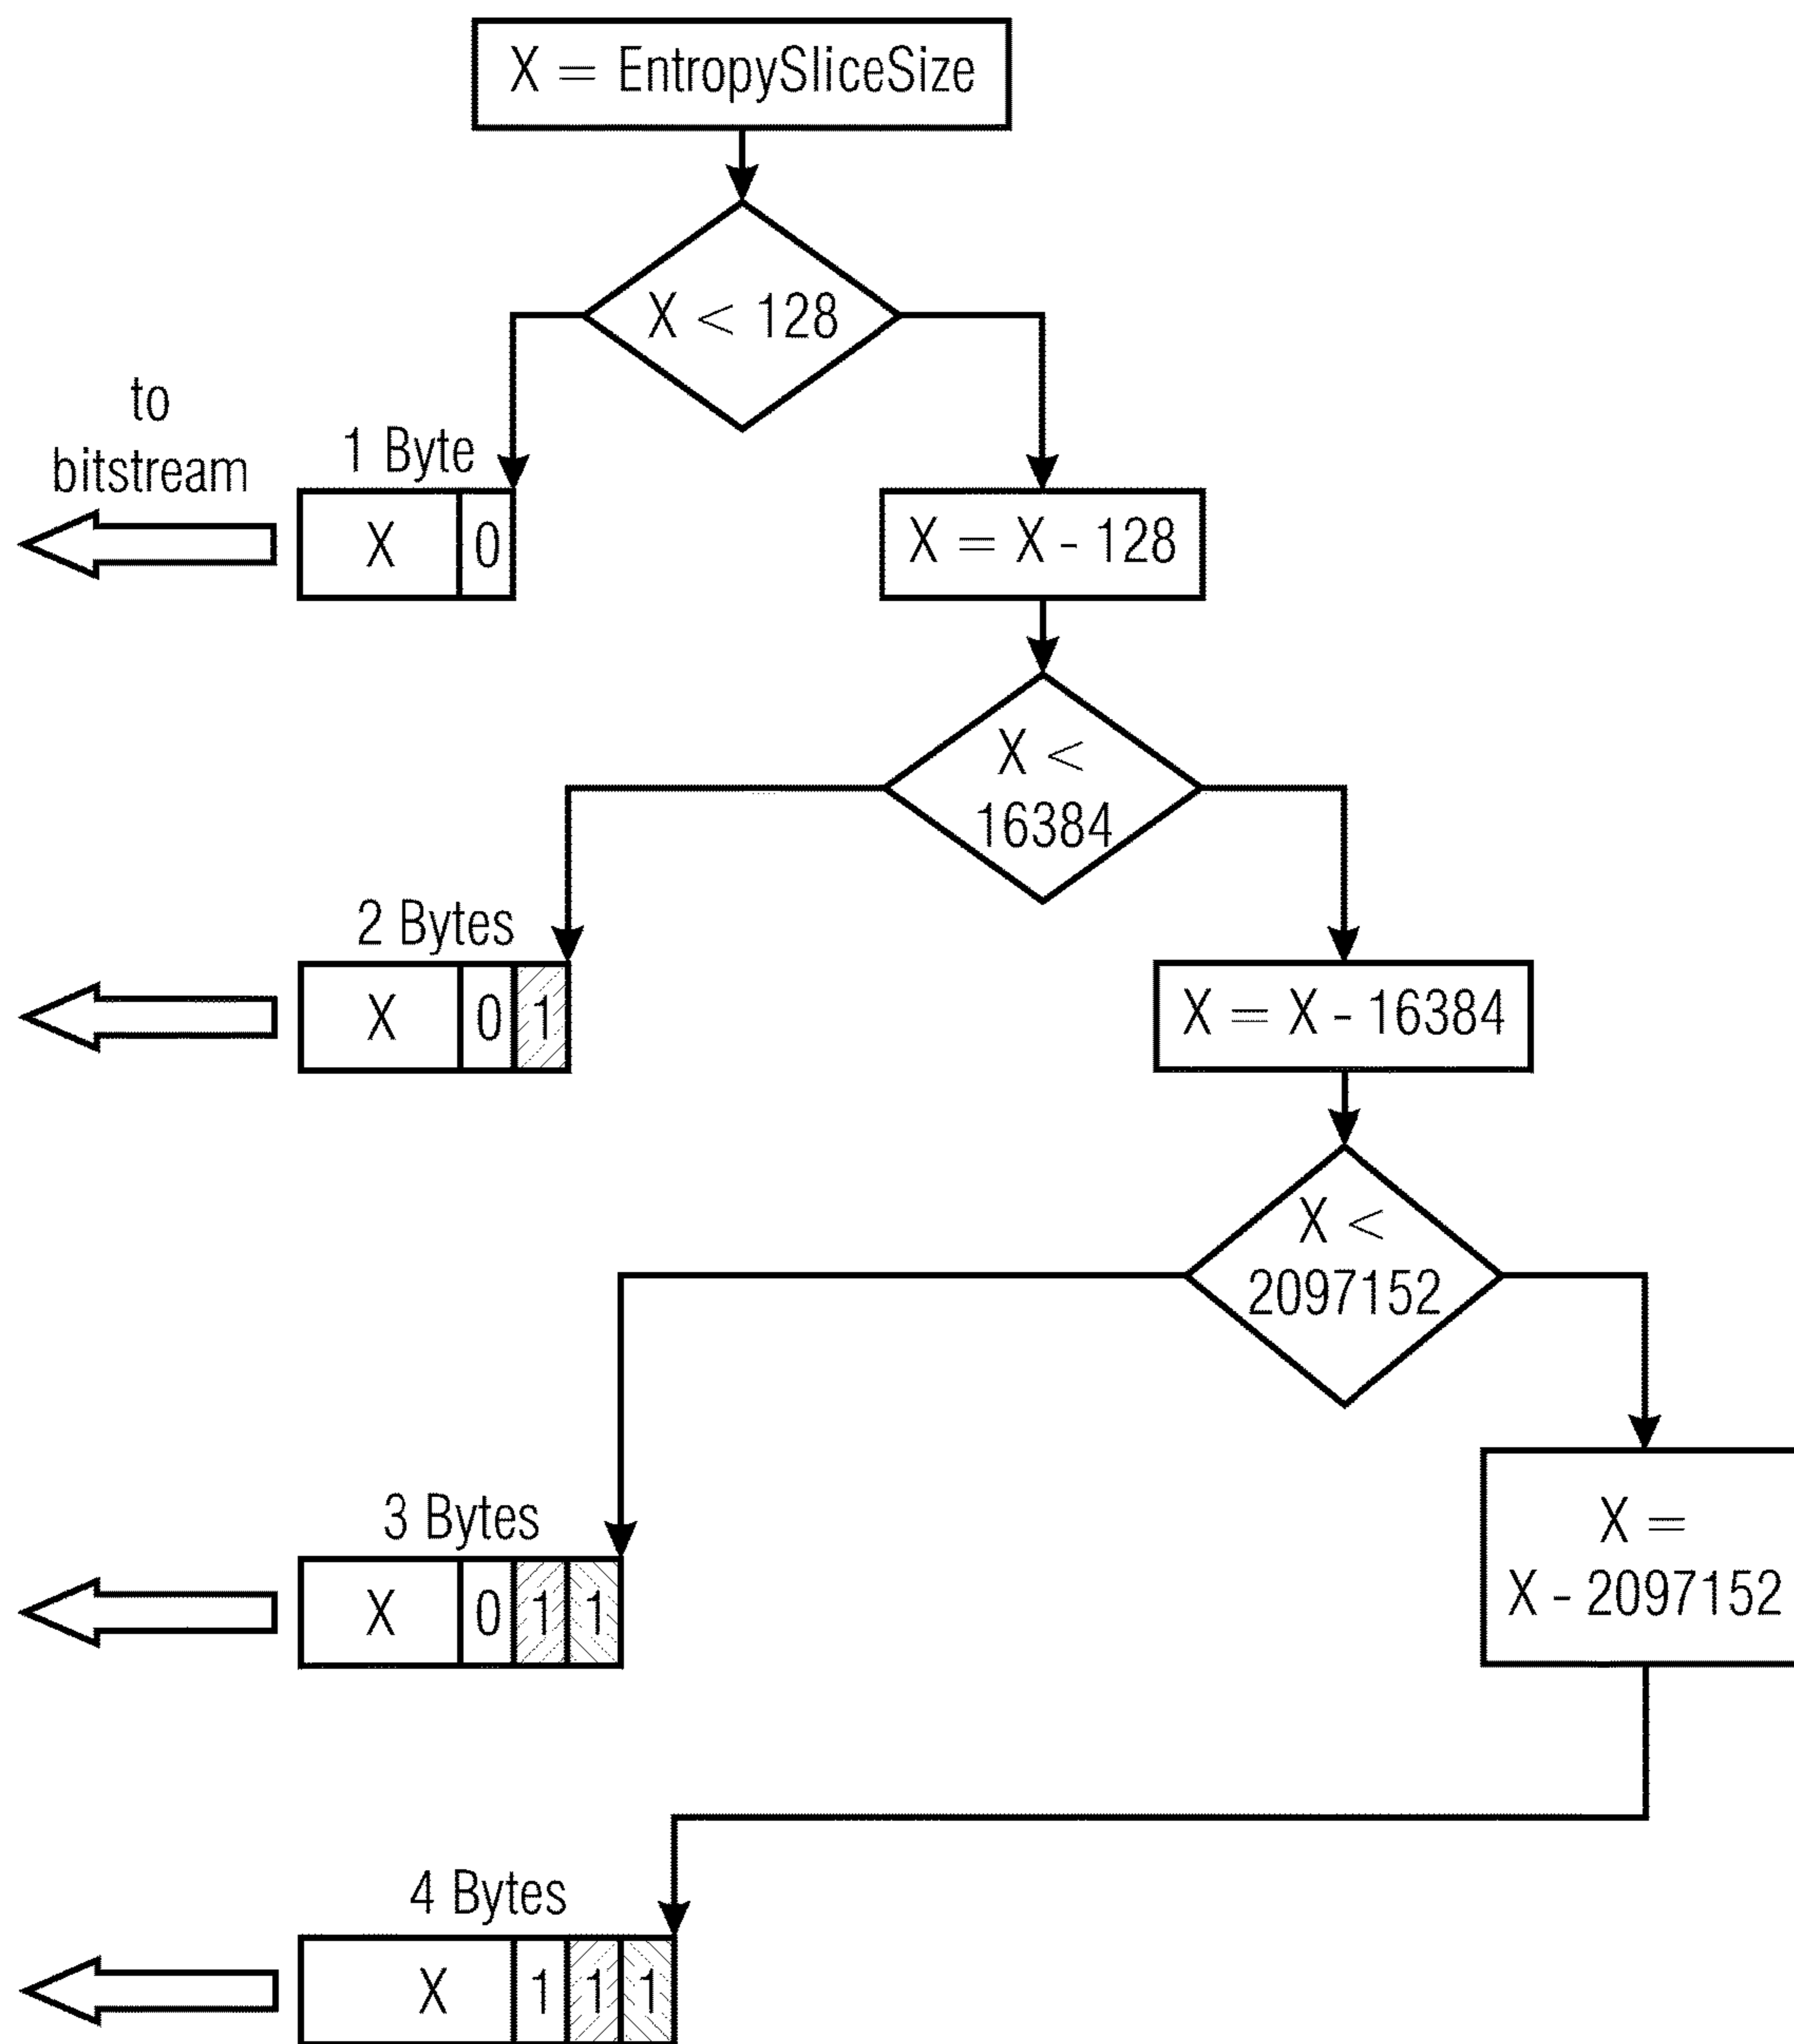 X = EntropySliceSize
X < 128
to
bitstream
1 Byte
X 0
X = X - 128
X <
16384
2 Bytes
X 0 1
X = X - 16384
X <
2097152
3 Bytes
X 0 1 1
X =
X - 2097152
4 Bytes
X 1 1 1